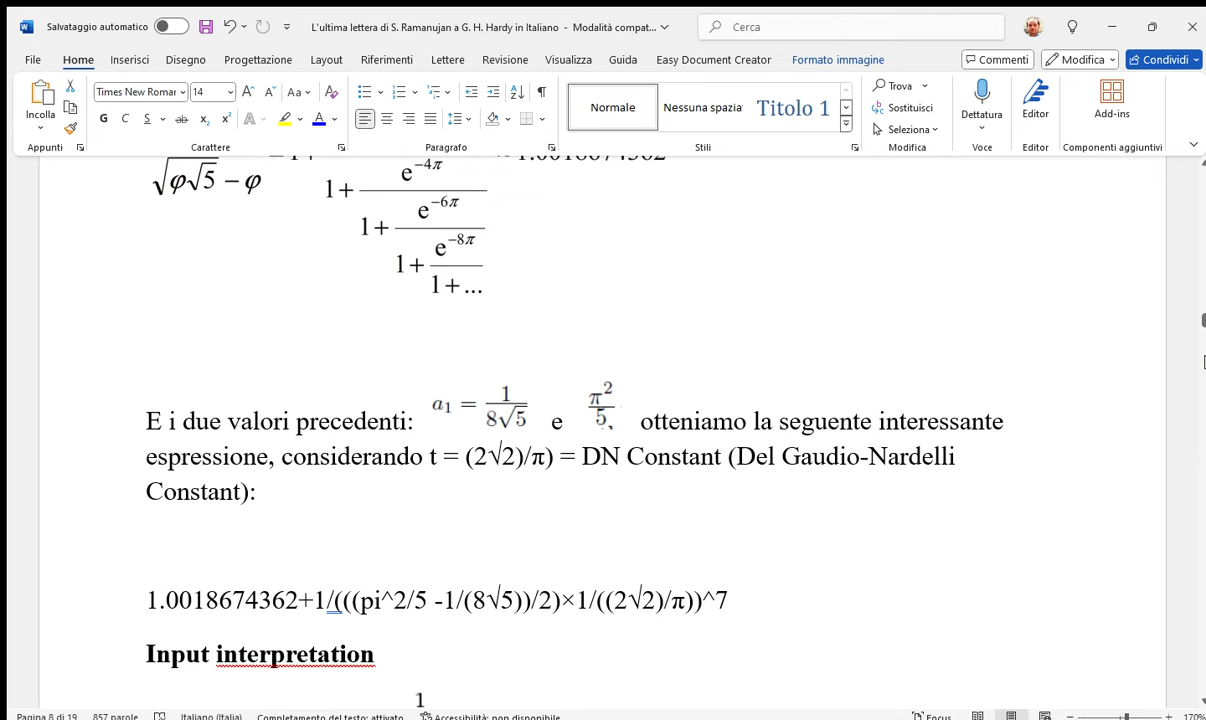 Salvataggio automatico
L'ultima lettera di S. Ramanujan a G. H. Hardy in Italiano - Modalità compat...
Cerca
File Home Inserisci Disegno Progettazione Layout Riferimenti Lettere Revisione Visualizza Guida Easy Document Creator Formato immagine
Commenti Modifica Condividi
Incolla
Times New Roman 14
Aa
G C S ab x₂ x² A A
Normale
Nessuna spazia
Titolo 1
Trova
Sostituisci
Seleziona
Dettatura
Editor
Add-ins
Appunti Carattere Paragrafo Stili Modifica Voce Editor Componenti aggiuntivi
√(φ√5) − φ
e^−4π
1+
e^−6π
1+
e^−8π
1+
1+...
E i due valori precedenti: a₁ = 1/(8√5) e π²/5, otteniamo la seguente interessante
espressione, considerando t = (2√2)/π) = DN Constant (Del Gaudio-Nardelli
Constant):
1.0018674362+1/(((pi^2/5 -1/(8√5))/2)×1/((2√2)/π))^7
Input interpretation
1
Pagina 8 di 19 857 parole Italiano (Italia) Completamento del testo: attivato Accessibilità: non disponibile Focus 170%